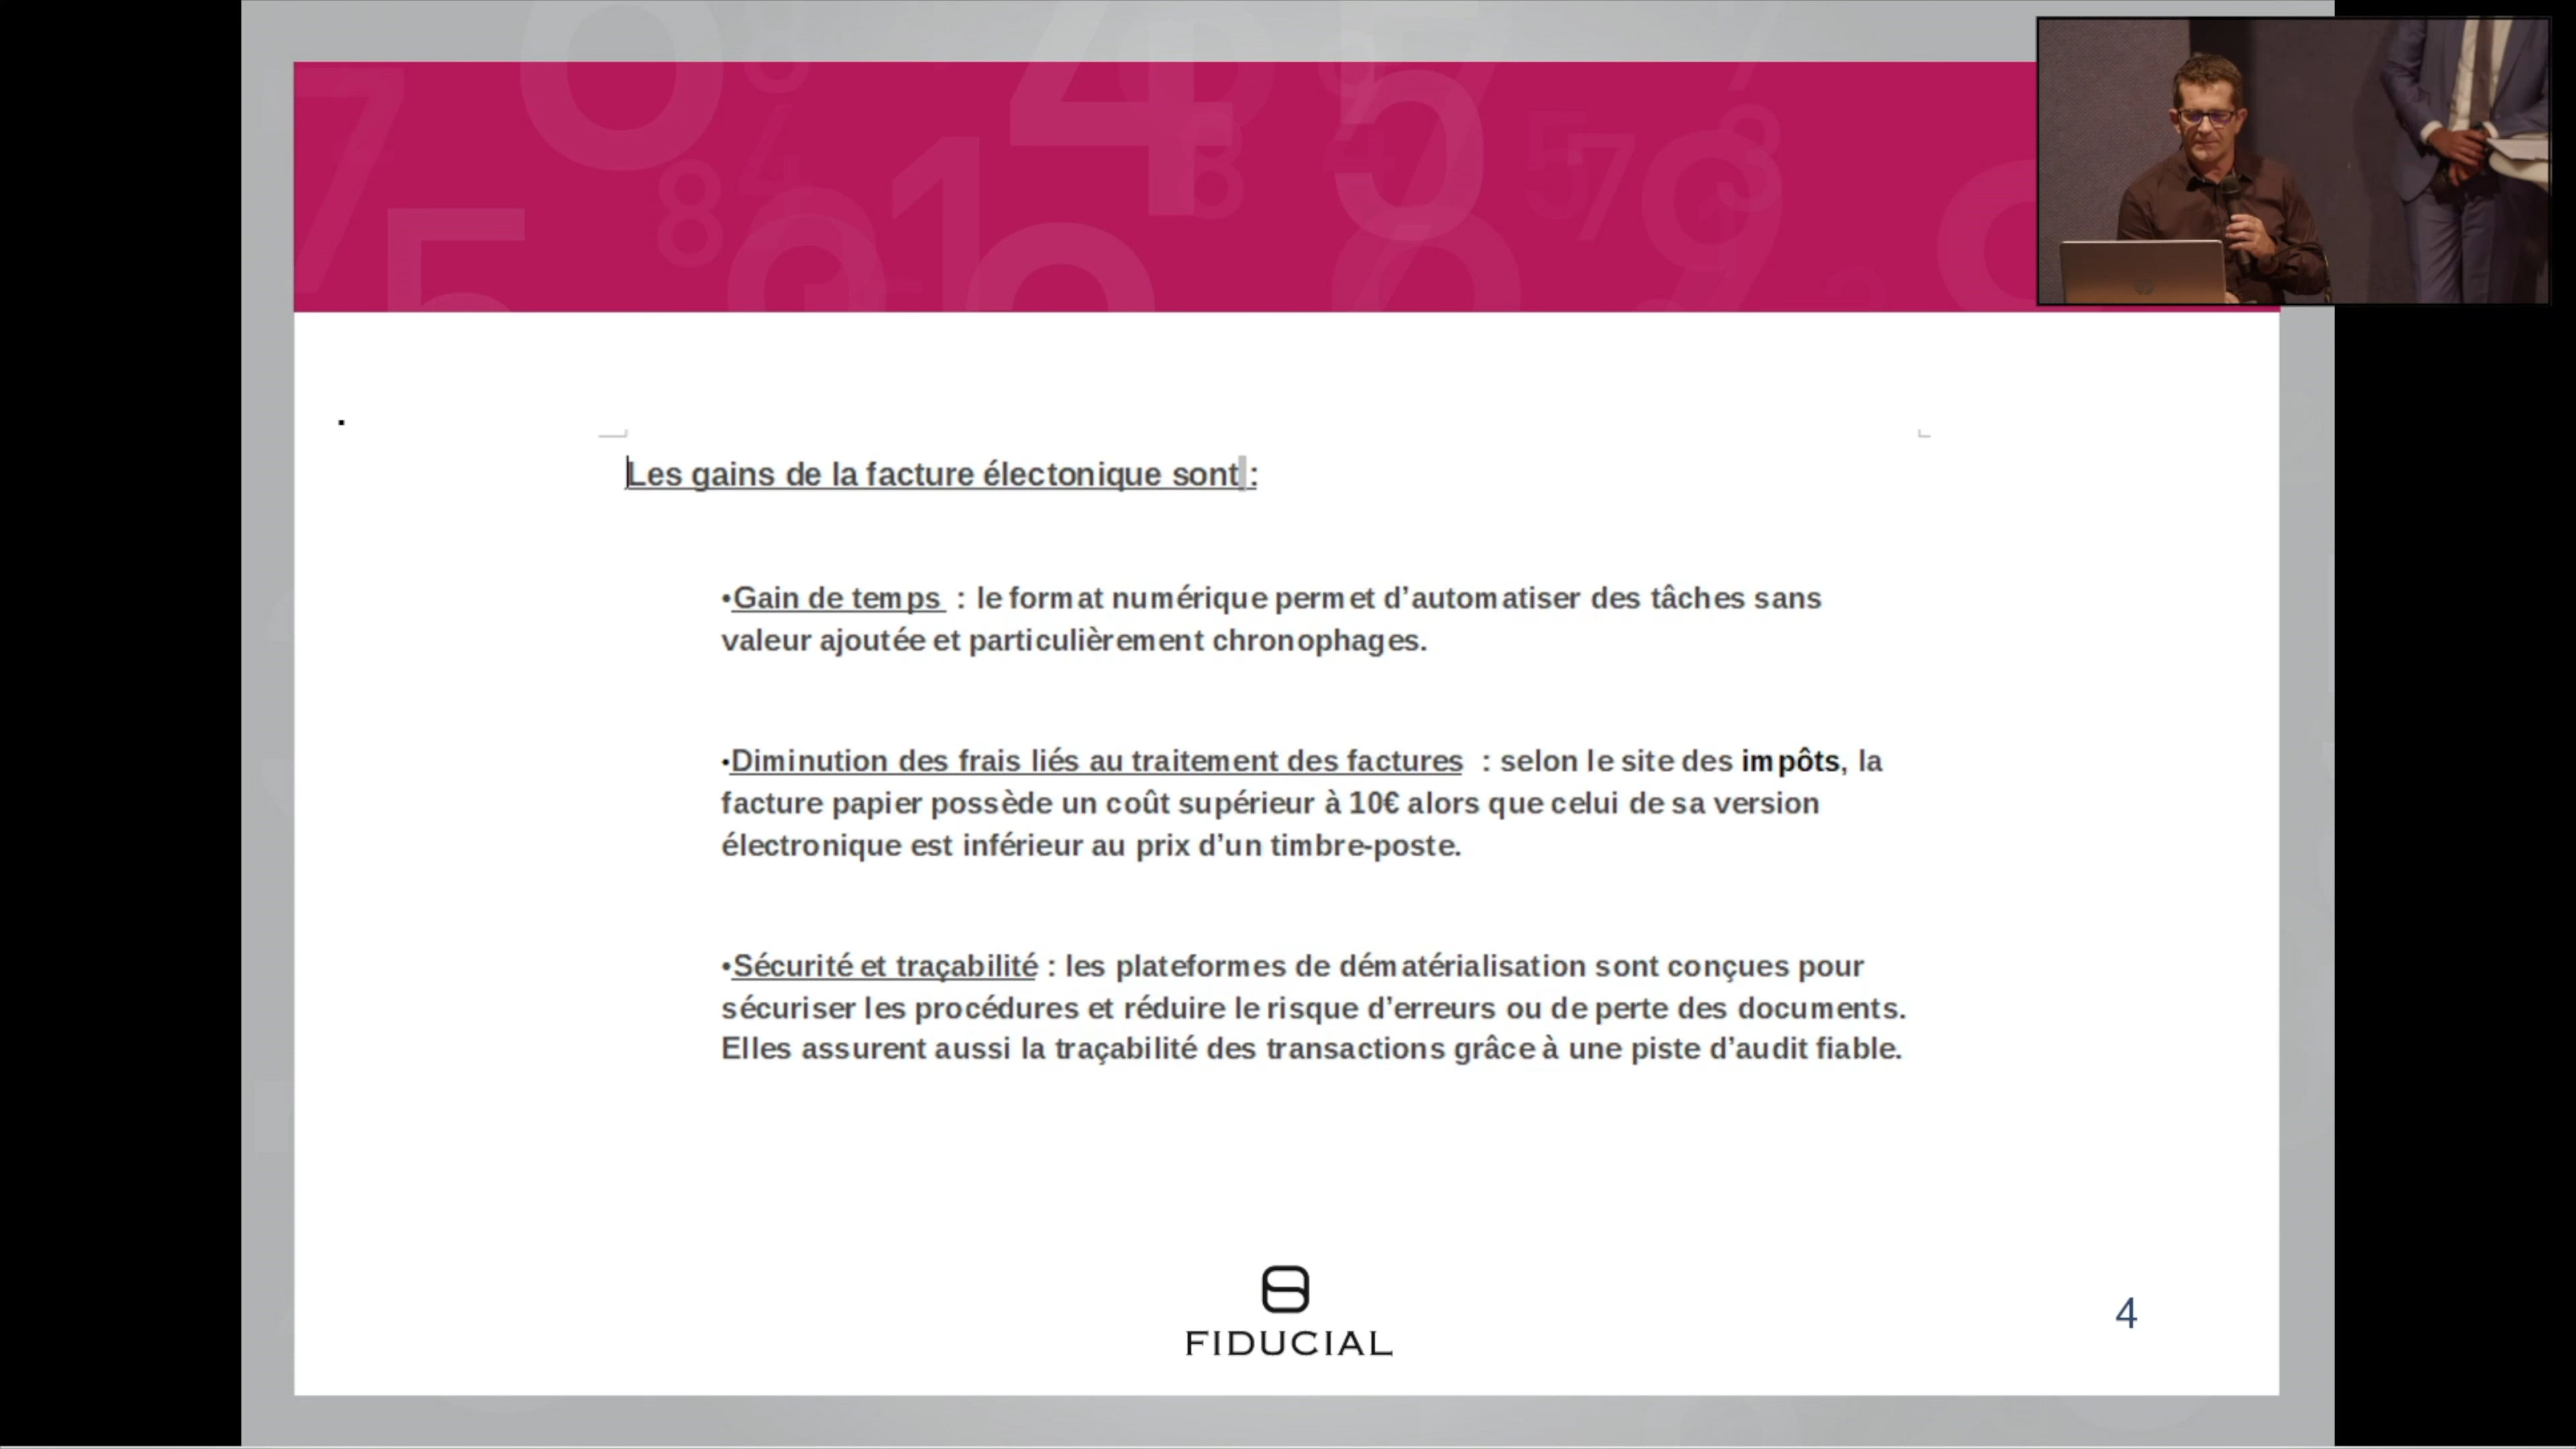 Les gains de la facture électonique sont :
•Gain de temps : le format numérique permet d’automatiser des tâches sans
valeur ajoutée et particulièrement chronophages.
•Diminution des frais liés au traitement des factures : selon le site des impôts, la
facture papier possède un coût supérieur à 10€ alors que celui de sa version
électronique est inférieur au prix d’un timbre-poste.
•Sécurité et traçabilité : les plateformes de dématérialisation sont conçues pour
sécuriser les procédures et réduire le risque d’erreurs ou de perte des documents.
Elles assurent aussi la traçabilité des transactions grâce à une piste d’audit fiable.
FIDUCIAL
4